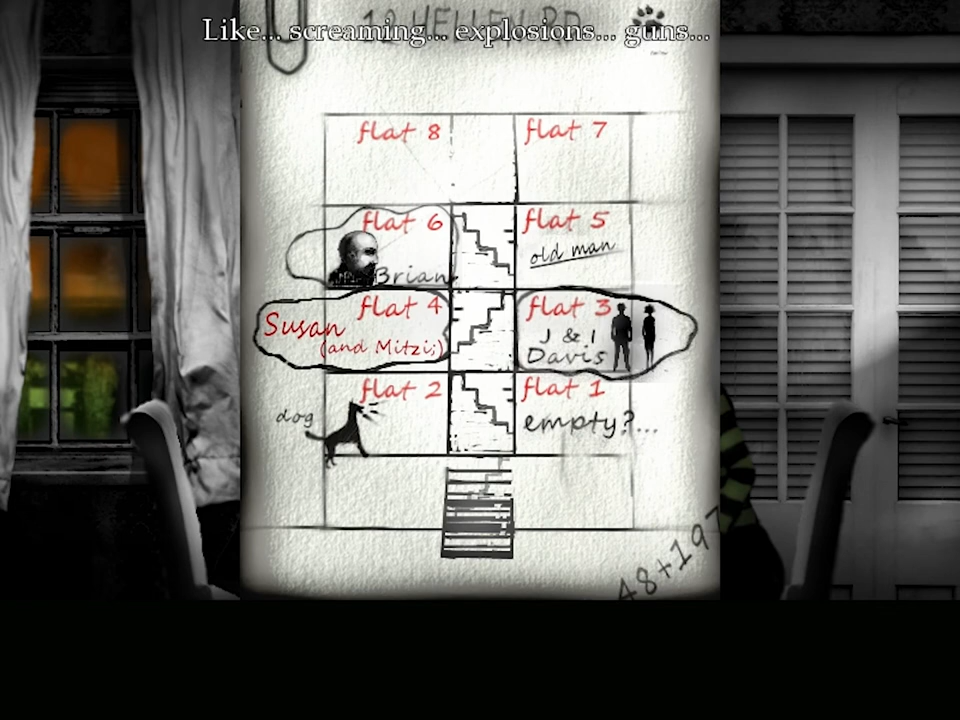 Like... screaming... explosions... guns...
flat 8
flat 7
flat 6
Brian
flat 5
old man
flat 4
Susan
(and Mitzi;)
flat 3
J & I
Davis
flat 2
dog
flat 1
empty?...
48+197